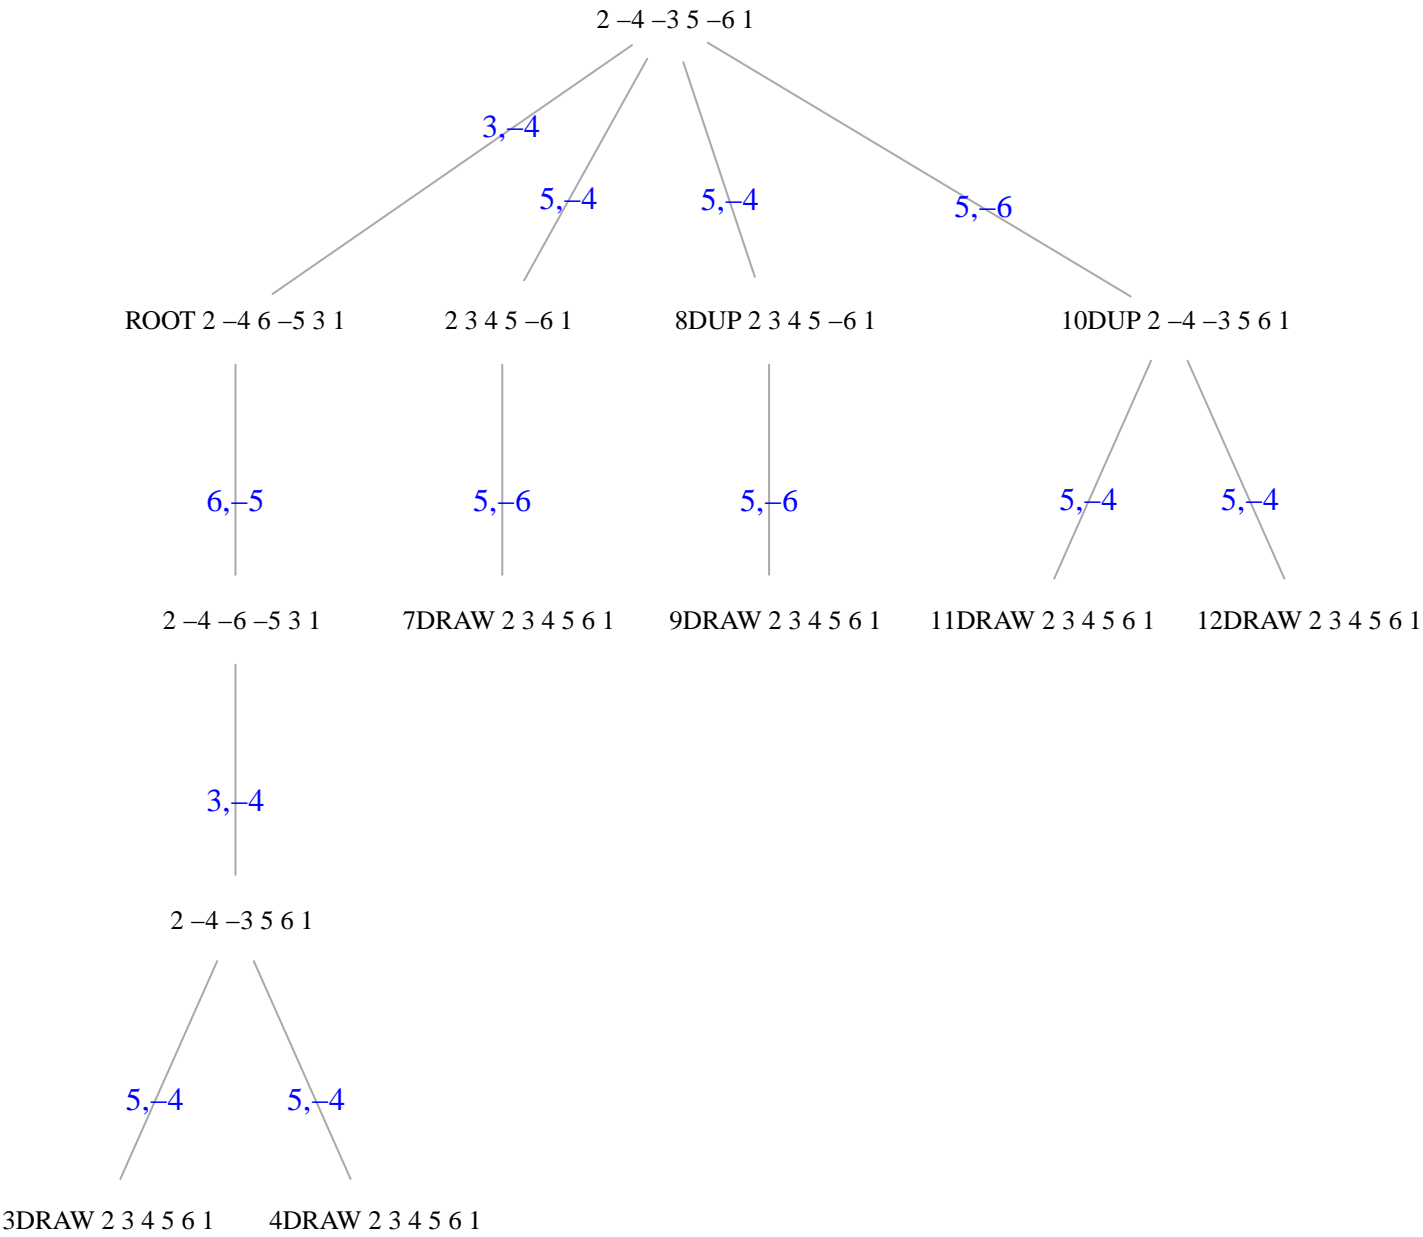 2 –4 –3 5 –6 1
3,–4
5,–4
5,–4
5,–6
ROOT 2 –4 6 –5 3 1
2 3 4 5 –6 1
8DUP 2 3 4 5 –6 1
10DUP 2 –4 –3 5 6 1
6,–5
5,–6
5,–6
5,–4
5,–4
2 –4 –6 –5 3 1
7DRAW 2 3 4 5 6 1
9DRAW 2 3 4 5 6 1
11DRAW 2 3 4 5 6 1
12DRAW 2 3 4 5 6 1
3,–4
2 –4 –3 5 6 1
5,–4
5,–4
3DRAW 2 3 4 5 6 1
4DRAW 2 3 4 5 6 1